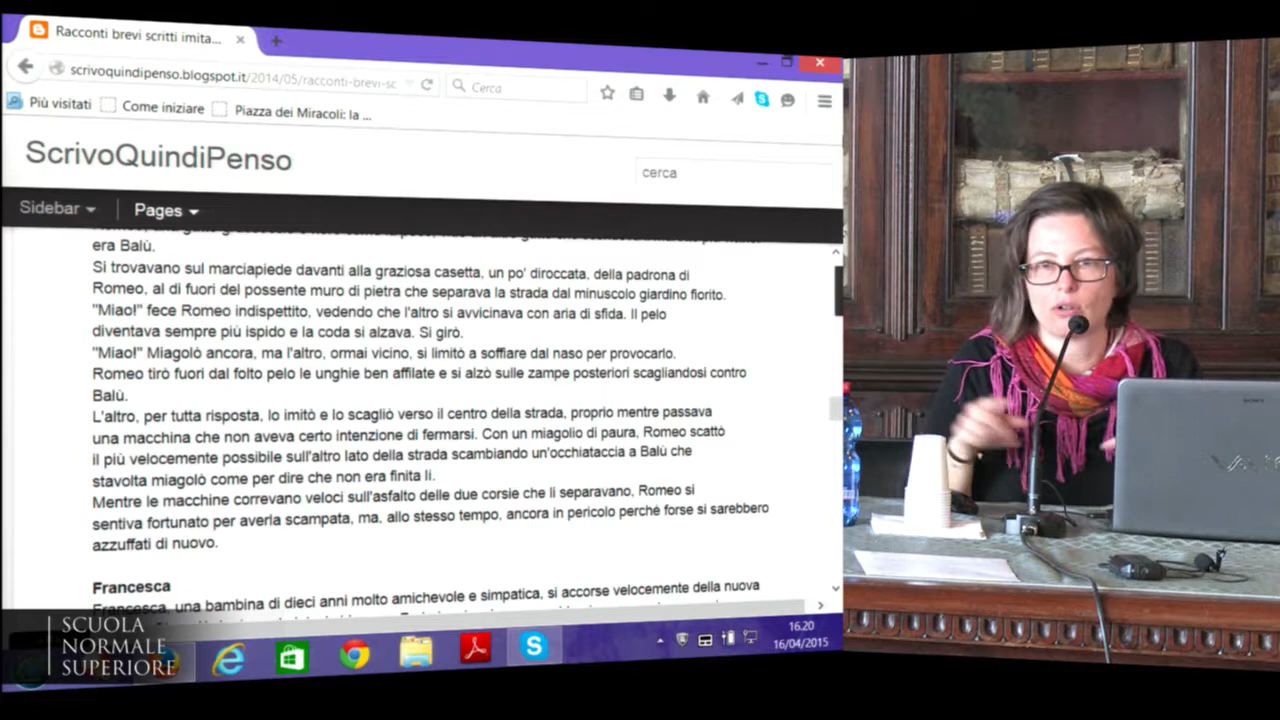 Racconti brevi scritti imita...
scrivoquindipenso.blogspot.it/2014/05/racconti-brevi-sc
Cerca
Più visitati
Come iniziare
Piazza dei Miracoli: la ...
ScrivoQuindiPenso
cerca
Sidebar
Pages
era Balù.
Si trovavano sul marciapiede davanti alla graziosa casetta, un po' diroccata, della padrona di
Romeo, al di fuori del possente muro di pietra che separava la strada dal minuscolo giardino fiorito.
"Miao!" fece Romeo indispettito, vedendo che l'altro si avvicinava con aria di sfida. Il pelo
diventava sempre più ispido e la coda si alzava. Si girò.
"Miao!" Miagolò ancora, ma l'altro, ormai vicino, si limitò a soffiare dal naso per provocarlo.
Romeo tirò fuori dal folto pelo le unghie ben affilate e si alzò sulle zampe posteriori scagliandosi contro
Balù.
L'altro, per tutta risposta, lo imitò e lo scagliò verso il centro della strada, proprio mentre passava
una macchina che non aveva certo intenzione di fermarsi. Con un miagolio di paura, Romeo scattò
il più velocemente possibile sull'altro lato della strada scambiando un'occhiataccia a Balù che
stavolta miagolò come per dire che non era finita lì.
Mentre le macchine correvano veloci sull'asfalto delle due corsie che li separavano, Romeo si
sentiva fortunato per averla scampata, ma, allo stesso tempo, ancora in pericolo perché forse si sarebbero
azzuffati di nuovo.
Francesca
Francesca, una bambina di dieci anni molto amichevole e simpatica, si accorse velocemente della nuova
SCUOLA
NORMALE
SUPERIORE
16.20
16/04/2015
SONY
VAIO